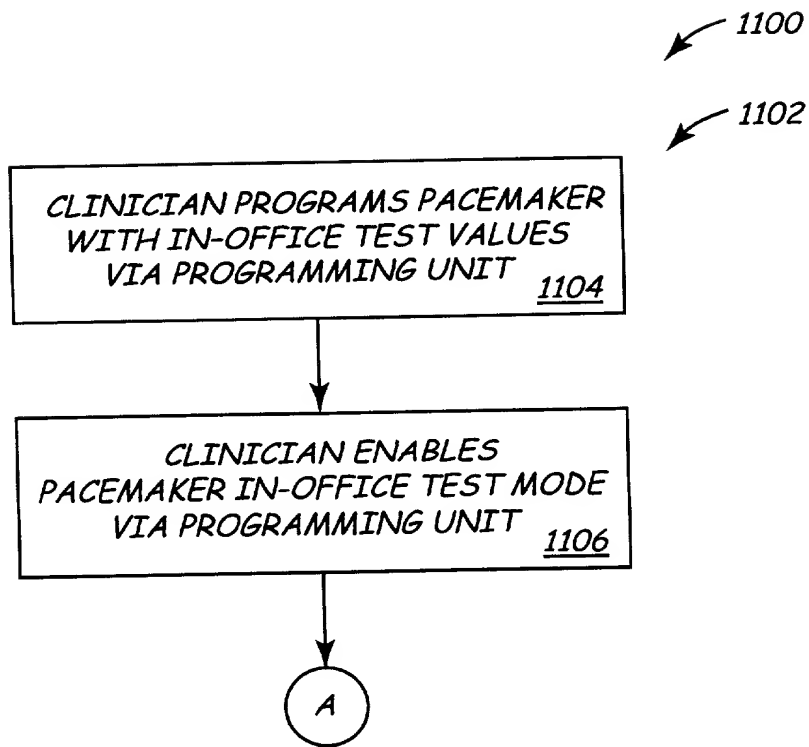 1100
1102
CLINICIAN PROGRAMS PACEMAKER
WITH IN-OFFICE TEST VALUES
VIA PROGRAMMING UNIT
1104
CLINICIAN ENABLES
PACEMAKER IN-OFFICE TEST MODE
VIA PROGRAMMING UNIT
1106
A